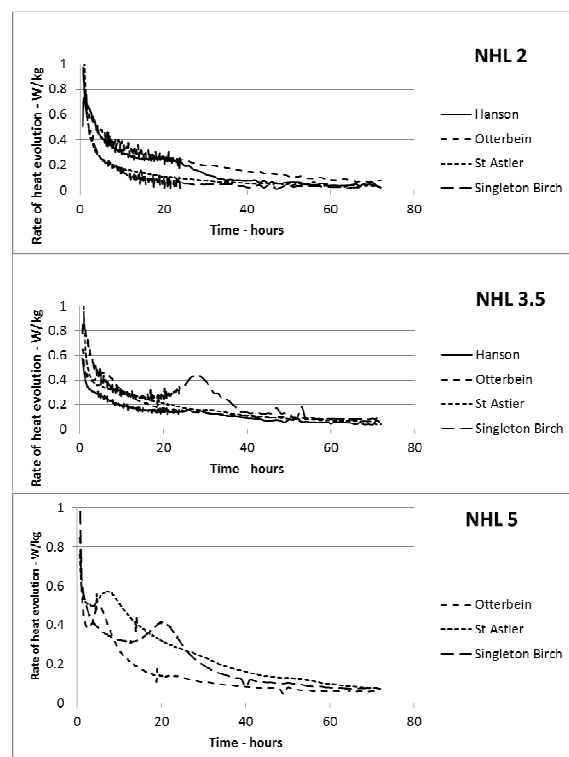 NHL 2
Rate of heat evolution - W/kg
1
0.8
0.6
0.4
0.2
0
0
20
40
60
80
Time - hours
Hanson
Otterbein
St Astier
Singleton Birch
NHL 3.5
Rate of heat evolution - W/kg
1
0.8
0.6
0.4
0.2
0
0
20
40
60
80
Time - hours
Hanson
Otterbein
St Astier
Singleton Birch
NHL 5
Rate of heat evolution - W/kg
1
0.8
0.6
0.4
0.2
0
0
20
40
60
80
Time - hours
Otterbein
St Astier
Singleton Birch